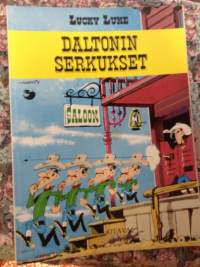 LUCKY LUKE
DALTONIN
SERKUKSET
SALOON